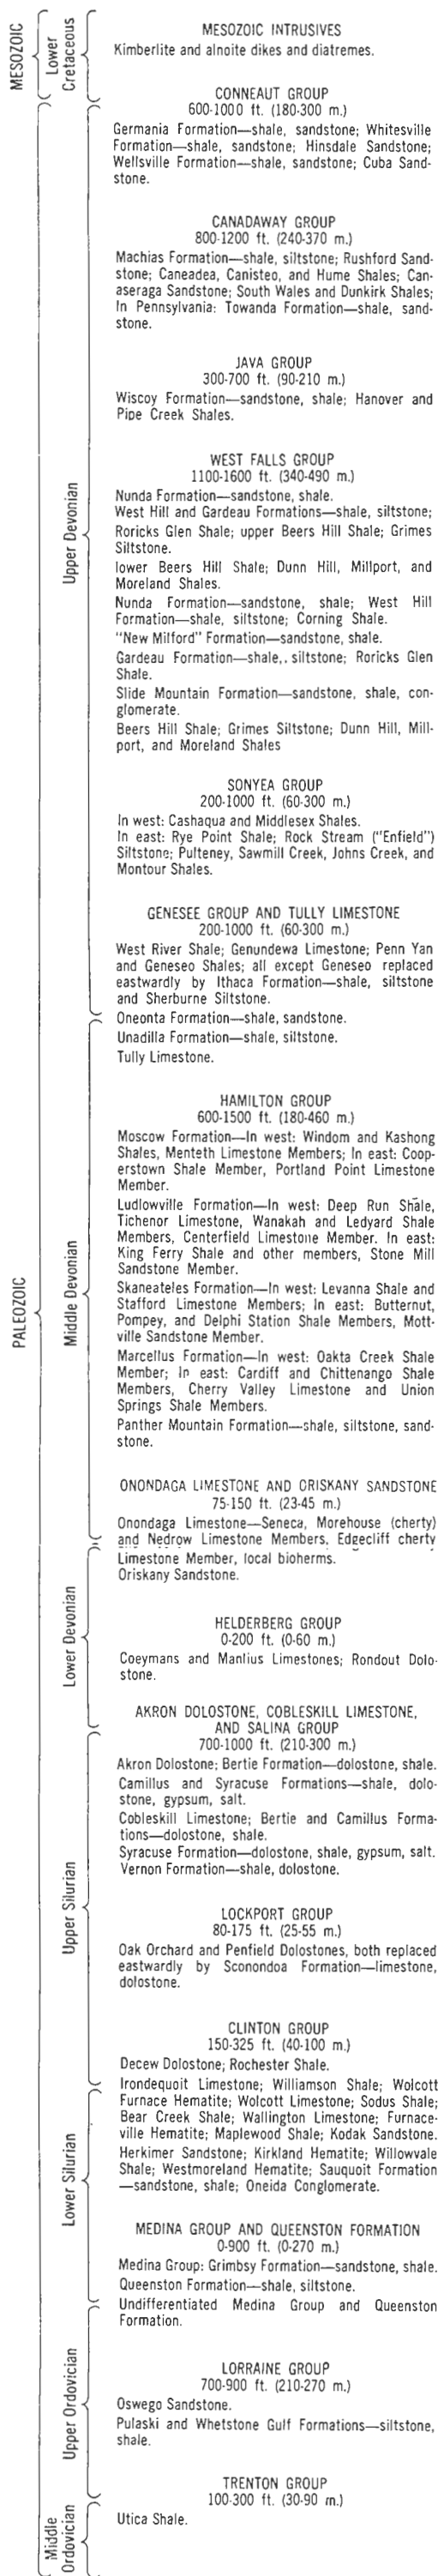 MESOZOIC
Lower
Cretaceous
MESOZOIC INTRUSIVES
Kimberlite and alnoite dikes and diatremes.
PALEOZOIC
Upper Devonian
CONNEAUT GROUP
600-1000 ft. (180-300 m.)
Germania Formation—shale, sandstone; Whitesville
Formation—shale, sandstone; Hinsdale Sandstone;
Wellsville Formation—shale, sandstone; Cuba Sand-
stone.
CANADAWAY GROUP
800-1200 ft. (240-370 m.)
Machias Formation—shale, siltstone; Rushford Sand-
stone; Caneadea, Canisteo, and Hume Shales; Can-
aseraga Sandstone; South Wales and Dunkirk Shales;
In Pennsylvania: Towanda Formation—shale, sand-
stone.
JAVA GROUP
300-700 ft. (90-210 m.)
Wiscoy Formation—sandstone, shale; Hanover and
Pipe Creek Shales.
WEST FALLS GROUP
1100-1600 ft. (340-490 m.)
Nunda Formation—sandstone, shale.
West Hill and Gardeau Formations—shale, siltstone;
Roricks Glen Shale; upper Beers Hill Shale; Grimes
Siltstone.
lower Beers Hill Shale; Dunn Hill, Millport, and
Moreland Shales.
Nunda Formation—sandstone, shale; West Hill
Formation—shale, siltstone; Corning Shale.
"New Milford" Formation—sandstone, shale.
Gardeau Formation—shale,. siltstone; Roricks Glen
Shale.
Slide Mountain Formation—sandstone, shale, con-
glomerate.
Beers Hill Shale; Grimes Siltstone; Dunn Hill, Mill-
port, and Moreland Shales
SONYEA GROUP
200-1000 ft. (60-300 m.)
In west: Cashaqua and Middlesex Shales.
In east: Rye Point Shale; Rock Stream ("Enfield")
Siltstone; Pulteney, Sawmill Creek, Johns Creek, and
Montour Shales.
GENESEE GROUP AND TULLY LIMESTONE
200-1000 ft. (60-300 m.)
West River Shale; Genundewa Limestone; Penn Yan
and Geneseo Shales; all except Geneseo replaced
eastwardly by Ithaca Formation—shale, siltstone
and Sherburne Siltstone.
Middle Devonian
Oneonta Formation—shale, sandstone.
Unadilla Formation—shale, siltstone.
Tully Limestone.
HAMILTON GROUP
600-1500 ft. (180-460 m.)
Moscow Formation—In west: Windom and Kashong
Shales, Menteth Limestone Members; In east: Coop-
erstown Shale Member, Portland Point Limestone
Member.
Ludlowville Formation—In west: Deep Run Shale,
Tichenor Limestone, Wanakah and Ledyard Shale
Members, Centerfield Limestone Member. In east:
King Ferry Shale and other members, Stone Mill
Sandstone Member.
Skaneateles Formation—In west: Levanna Shale and
Stafford Limestone Members; In east: Butternut,
Pompey, and Delphi Station Shale Members, Mott-
ville Sandstone Member.
Marcellus Formation—In west: Oakta Creek Shale
Member; In east: Cardiff and Chittenango Shale
Members, Cherry Valley Limestone and Union
Springs Shale Members.
Panther Mountain Formation—shale, siltstone, sand-
stone.
ONONDAGA LIMESTONE AND ORISKANY SANDSTONE
75-150 ft. (23-45 m.)
Onondaga Limestone—Seneca, Morehouse (cherty)
and Nedrow Limestone Members, Edgecliff cherty
Limestone Member, local bioherms.
Oriskany Sandstone.
Lower Devonian
HELDERBERG GROUP
0-200 ft. (0-60 m.)
Coeymans and Manlius Limestones; Rondout Dolo-
stone.
Upper Silurian
AKRON DOLOSTONE, COBLESKILL LIMESTONE,
AND SALINA GROUP
700-1000 ft. (210-300 m.)
Akron Dolostone; Bertie Formation—dolostone, shale.
Camillus and Syracuse Formations—shale, dolo-
stone, gypsum, salt.
Cobleskill Limestone; Bertie and Camillus Forma-
tions—dolostone, shale.
Syracuse Formation—dolostone, shale, gypsum, salt.
Vernon Formation—shale, dolostone.
LOCKPORT GROUP
80-175 ft. (25-55 m.)
Oak Orchard and Penfield Dolostones, both replaced
eastwardly by Sconondoa Formation—limestone,
dolostone.
CLINTON GROUP
150-325 ft. (40-100 m.)
Decew Dolostone; Rochester Shale.
Lower Silurian
Irondequoit Limestone; Williamson Shale; Wolcott
Furnace Hematite; Wolcott Limestone; Sodus Shale;
Bear Creek Shale; Wallington Limestone; Furnace-
ville Hematite; Maplewood Shale; Kodak Sandstone.
Herkimer Sandstone; Kirkland Hematite; Willowvale
Shale; Westmoreland Hematite; Sauquoit Formation
—sandstone, shale; Oneida Conglomerate.
MEDINA GROUP AND QUEENSTON FORMATION
0-900 ft. (0-270 m.)
Medina Group: Grimbsy Formation—sandstone, shale.
Queenston Formation—shale, siltstone.
Undifferentiated Medina Group and Queenston
Formation.
Upper Ordovician
LORRAINE GROUP
700-900 ft. (210-270 m.)
Oswego Sandstone.
Pulaski and Whetstone Gulf Formations—siltstone,
shale.
TRENTON GROUP
100-300 ft. (30-90 m.)
Middle
Ordovician
Utica Shale.